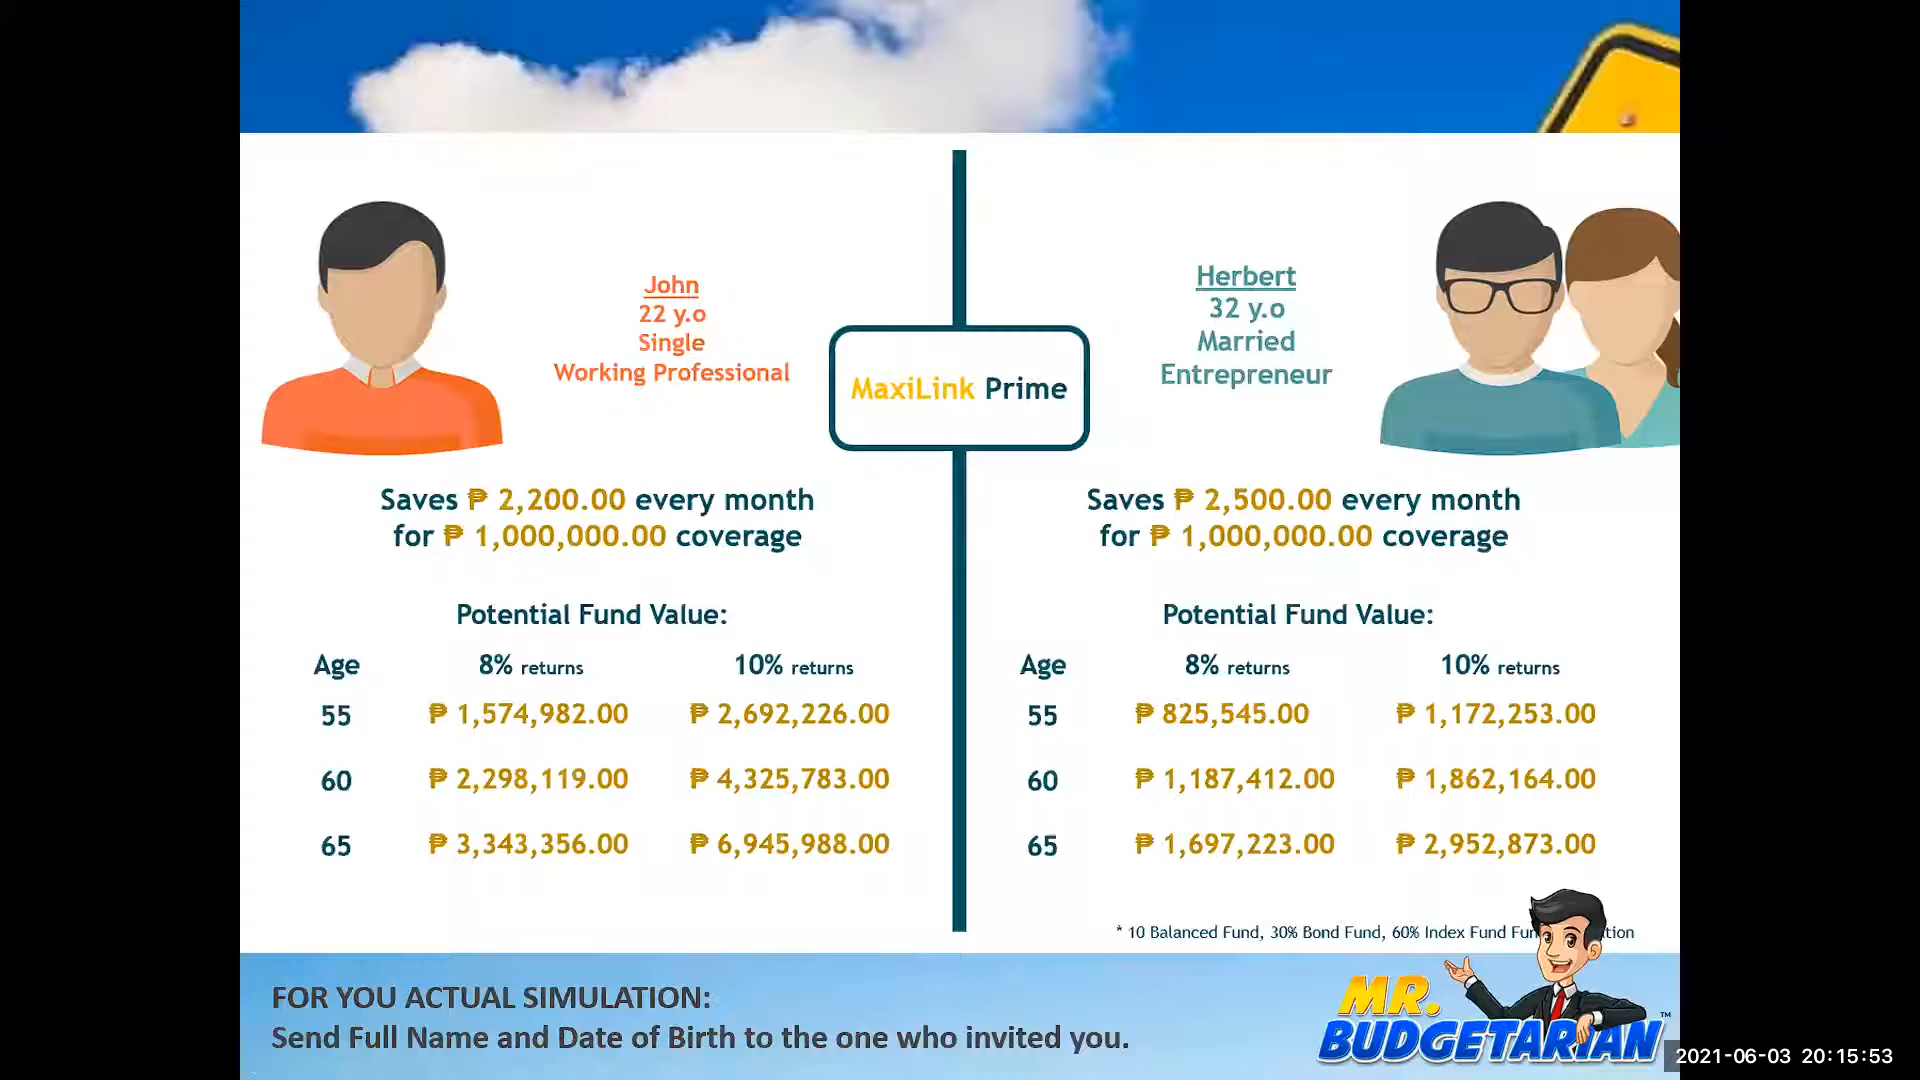 John
22 y.o
Single
Working Professional
MaxiLink Prime
Herbert
32 y.o
Married
Entrepreneur
Saves ₱ 2,200.00 every month
for ₱ 1,000,000.00 coverage
Potential Fund Value:
Age 8% returns 10% returns
55 ₱ 1,574,982.00 ₱ 2,692,226.00
60 ₱ 2,298,119.00 ₱ 4,325,783.00
65 ₱ 3,343,356.00 ₱ 6,945,988.00
Saves ₱ 2,500.00 every month
for ₱ 1,000,000.00 coverage
Potential Fund Value:
Age 8% returns 10% returns
55 ₱ 825,545.00 ₱ 1,172,253.00
60 ₱ 1,187,412.00 ₱ 1,862,164.00
65 ₱ 1,697,223.00 ₱ 2,952,873.00
* 10 Balanced Fund, 30% Bond Fund, 60% Index Fund
FOR YOU ACTUAL SIMULATION:
Send Full Name and Date of Birth to the one who invited you.
MR.
BUDGETARIAN™
2021-06-03 20:15:53